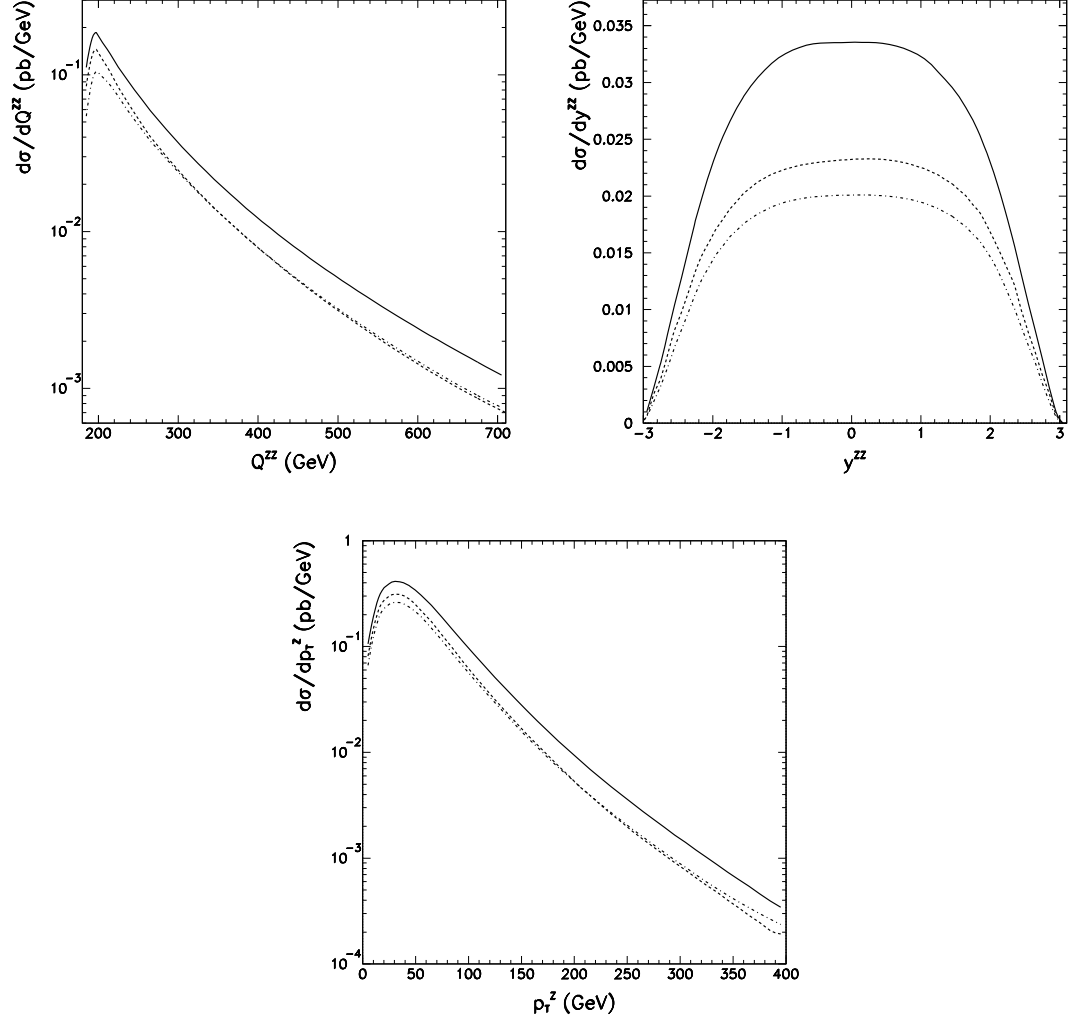 dσ/dQ^zz (pb/GeV)
10^-1
10^-2
10^-3
200 300 400 500 600 700
Q^zz (GeV)
dσ/dy^zz (pb/GeV)
0.035
0.03
0.025
0.02
0.015
0.01
0.005
0
−3 −2 −1 0 1 2 3
y^zz
dσ/dp_T^z (pb/GeV)
1
10^-1
10^-2
10^-3
10^-4
0 50 100 150 200 250 300 350 400
p_T^z (GeV)